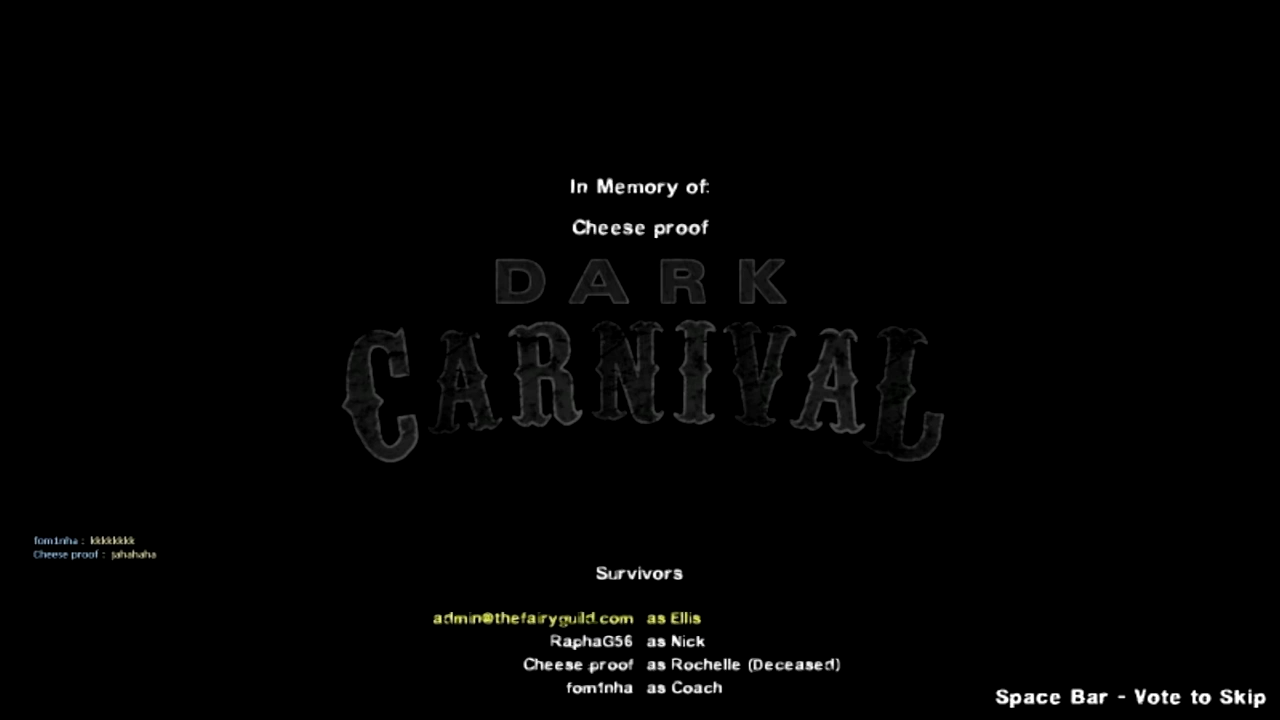 In Memory of:
Cheese proof
DARK
CARNIVAL
fom1nha : kkkkkkkk
Cheese proof : jahahaha
Survivors
admin@thefairyguild.com as Ellis
RaphaG56 as Nick
Cheese proof as Rochelle (Deceased)
fom1nha as Coach
Space Bar - Vote to Skip